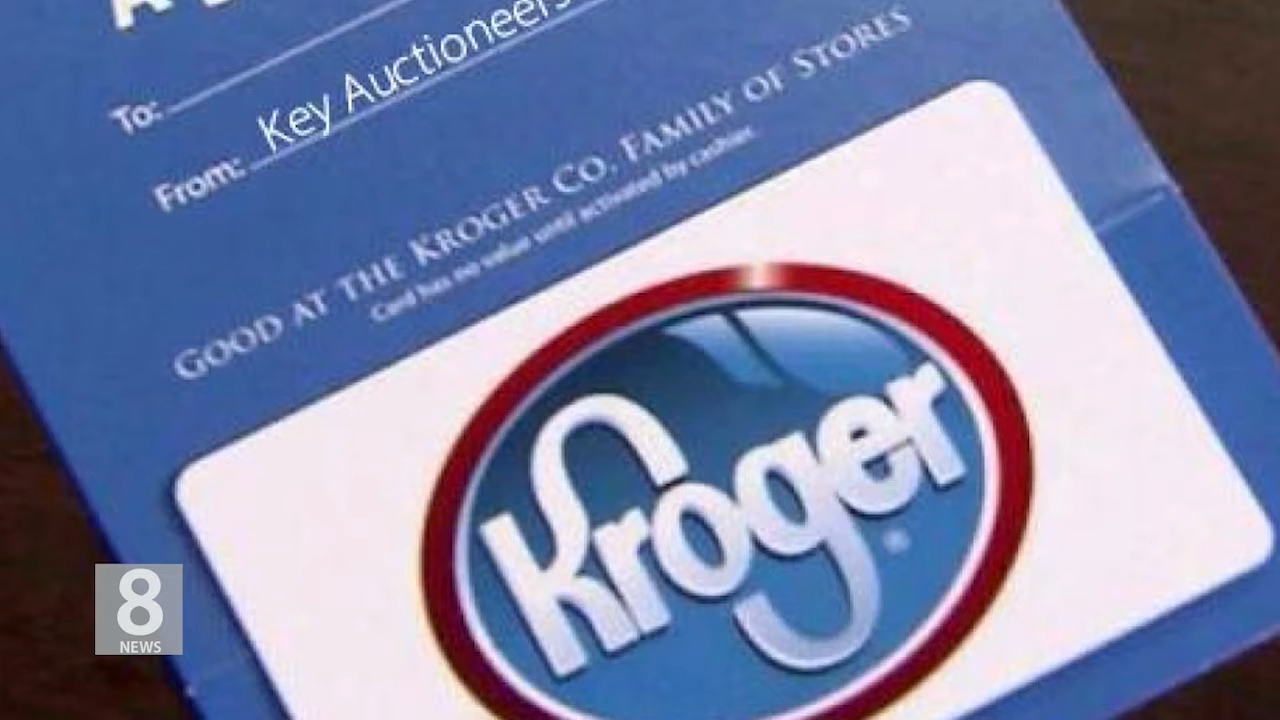 To:
From: Key Auctioneers
GOOD AT THE KROGER CO. FAMILY OF STORES
Card has no value until activated by cashier.
Kroger
8
NEWS